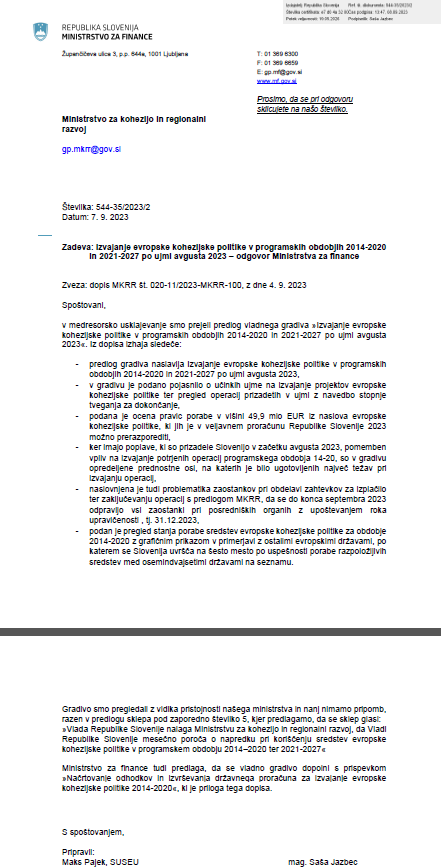 Izdajatelj: Republika Slovenija Ref. št. dokumenta: 544-35/2023/2
Potek veljavnosti: Podpisnik: Saša Jazbec
REPUBLIKA SLOVENIJA
MINISTRSTVO ZA FINANCE
Župančičeva ulica 3, p.p. 644a, 1001 Ljubljana
T: 01 369 6300
F: 01 369 6659
E: gp.mf@gov.si
www.mf.gov.si
Prosimo, da se pri odgovoru
sklicujete na našo številko.
Ministrstvo za kohezijo in regionalni
razvoj
gp.mkrr@gov.si
Številka: 544-35/2023/2
Datum: 7. 9. 2023
Zadeva: Izvajanje evropske kohezijske politike v programskih obdobjih 2014-2020
in 2021-2027 po ujmi avgusta 2023 – odgovor Ministrstva za finance
Zveza: dopis MKRR št. 020-11/2023-MKRR-100, z dne 4. 9. 2023
Spoštovani,
v medresorsko usklajevanje smo prejeli predlog vladnega gradiva »Izvajanje evropske
kohezijske politike v programskih obdobjih 2014-2020 in 2021-2027 po ujmi avgusta
2023«. Iz dopisa izhaja sledeče:
- predlog gradiva naslavlja izvajanje evropske kohezijske politike v programskih
obdobjih 2014-2020 in 2021-2027 po ujmi avgusta 2023,
- v gradivu je podano pojasnilo o učinkih ujme na izvajanje projektov evropske
kohezijske politike ter pregled operacij prizadetih v ujmi z navedbo stopnje
tveganja za dokončanje,
- podana je ocena pravic porabe v višini 49,9 mio EUR iz naslova evropske
kohezijske politike, ki jih je v veljavnem proračunu Republike Slovenije 2023
možno prerazporediti,
- ker imajo poplave, ki so prizadele Slovenijo v začetku avgusta 2023, pomemben
vpliv na izvajanje potrjenih operacij programskega obdobja 14-20, so v gradivu
opredeljene prednostne osi, na katerih je bilo ugotovljenih največ težav pri
izvajanju operacij,
- naslovljena je tudi problematika zaostankov pri obdelavi zahtevkov za izplačilo
ter zaključevanju operacij s predlogom MKRR, da se do konca septembra 2023
odpravijo vsi zaostanki pri posredniških organih z upoštevanjem roka
upravičenosti , tj. 31.12.2023,
- podan je pregled stanja porabe sredstev evropske kohezijske politike za obdobje
2014-2020 z grafičnim prikazom v primerjavi z ostalimi evropskimi državami, po
katerem se Slovenija uvršča na šesto mesto po uspešnosti porabe razpoložljivih
sredstev med osemindvajsetimi državami na seznamu.
Gradivo smo pregledali z vidika pristojnosti našega ministrstva in nanj nimamo pripomb,
razen v predlogu sklepa pod zaporedno številko 5, kjer predlagamo, da se sklep glasi:
»Vlada Republike Slovenije nalaga Ministrstvu za kohezijo in regionalni razvoj, da Vladi
Republike Slovenije mesečno poroča o napredku pri koriščenju sredstev evropske
kohezijske politike v programskem obdobju 2014–2020 ter 2021-2027«
Ministrstvo za finance tudi predlaga, da se vladno gradivo dopolni s prispevkom
»Načrtovanje odhodkov in izvrševanja državnega proračuna za izvajanje evropske
kohezijske politike 2014-2020«, ki je priloga tega dopisa.
S spoštovanjem,
Pripravil:
Maks Pajek, SUSEU mag. Saša Jazbec